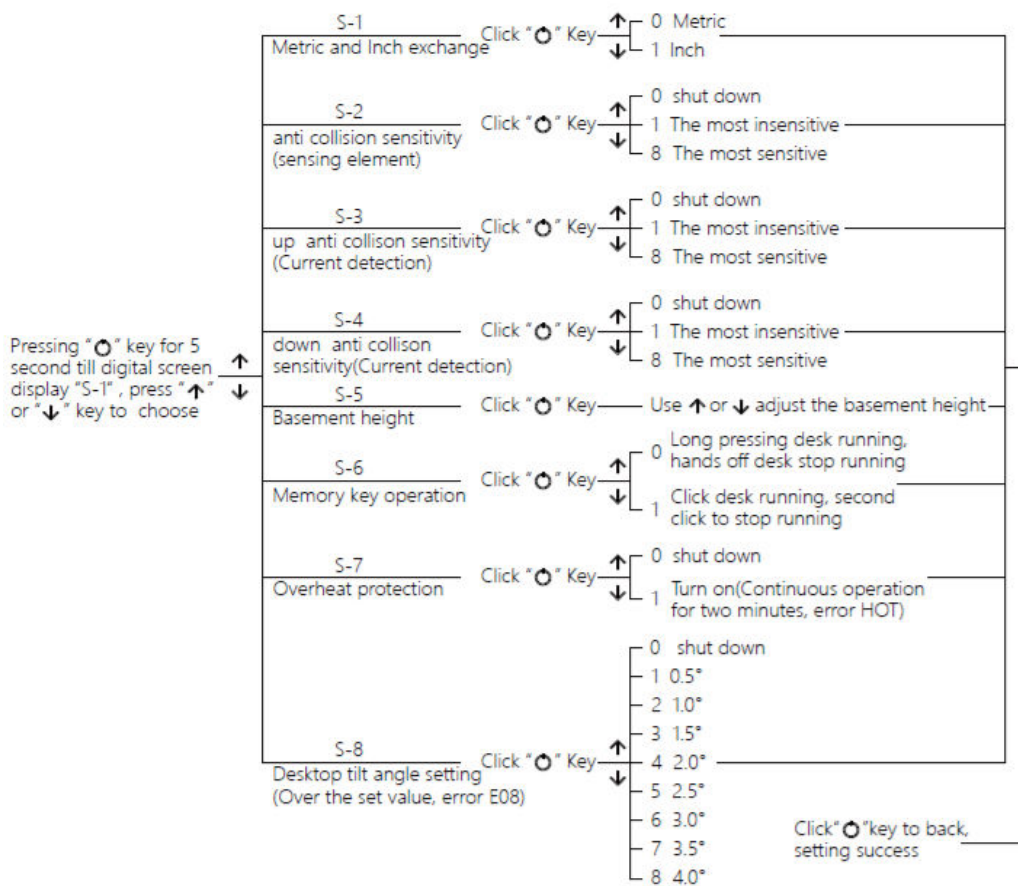 Pressing "⭘" key for 5
second till digital screen
display "S-1" , press "↑"
or "↓" key to choose
↑
↓
S-1
Metric and Inch exchange
Click "⭘" Key
↑
↓
0 Metric
1 Inch
S-2
anti collision sensitivity
(sensing element)
Click "⭘" Key
↑
↓
0 shut down
1 The most insensitive
8 The most sensitive
S-3
up anti collison sensitivity
(Current detection)
Click "⭘" Key
↑
↓
0 shut down
1 The most insensitive
8 The most sensitive
S-4
down anti collison
sensitivity(Current detection)
Click "⭘" Key
↑
↓
0 shut down
1 The most insensitive
8 The most sensitive
S-5
Basement height
Click "⭘" Key
Use ↑ or ↓ adjust the basement height
S-6
Memory key operation
Click "⭘" Key
↑
↓
0 Long pressing desk running,
hands off desk stop running
1 Click desk running, second
click to stop running
S-7
Overheat protection
Click "⭘" Key
↑
↓
0 shut down
1 Turn on(Continuous operation
for two minutes, error HOT)
S-8
Desktop tilt angle setting
(Over the set value, error E08)
Click "⭘" Key
↑
↓
0 shut down
1 0.5°
2 1.0°
3 1.5°
4 2.0°
5 2.5°
6 3.0°
7 3.5°
8 4.0°
Click"⭘"key to back,
setting success